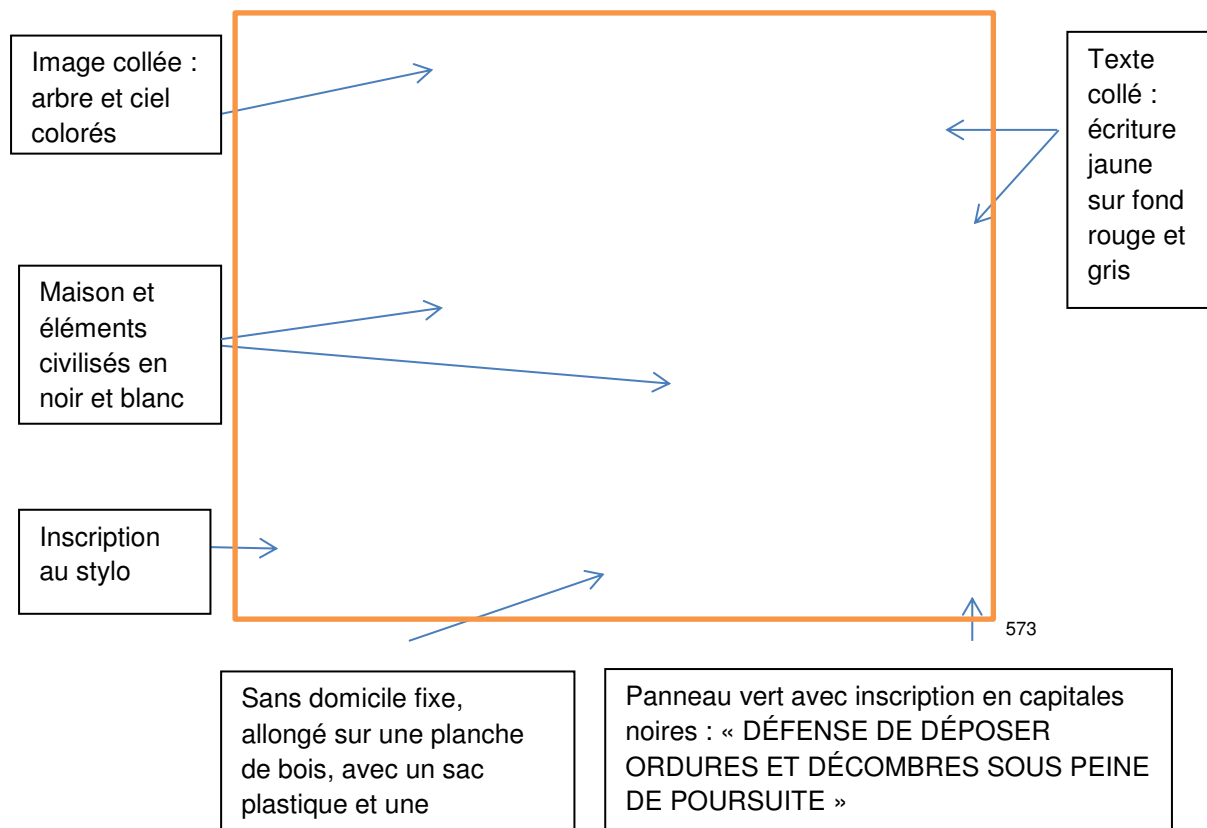 Image collée :
arbre et ciel
colorés
Texte
collé :
écriture
jaune
sur fond
rouge et
gris
Maison et
éléments
civilisés en
noir et blanc
Inscription
au stylo
573
Sans domicile fixe,
allongé sur une planche
de bois, avec un sac
plastique et une
Panneau vert avec inscription en capitales
noires : « DÉFENSE DE DÉPOSER
ORDURES ET DÉCOMBRES SOUS PEINE
DE POURSUITE »